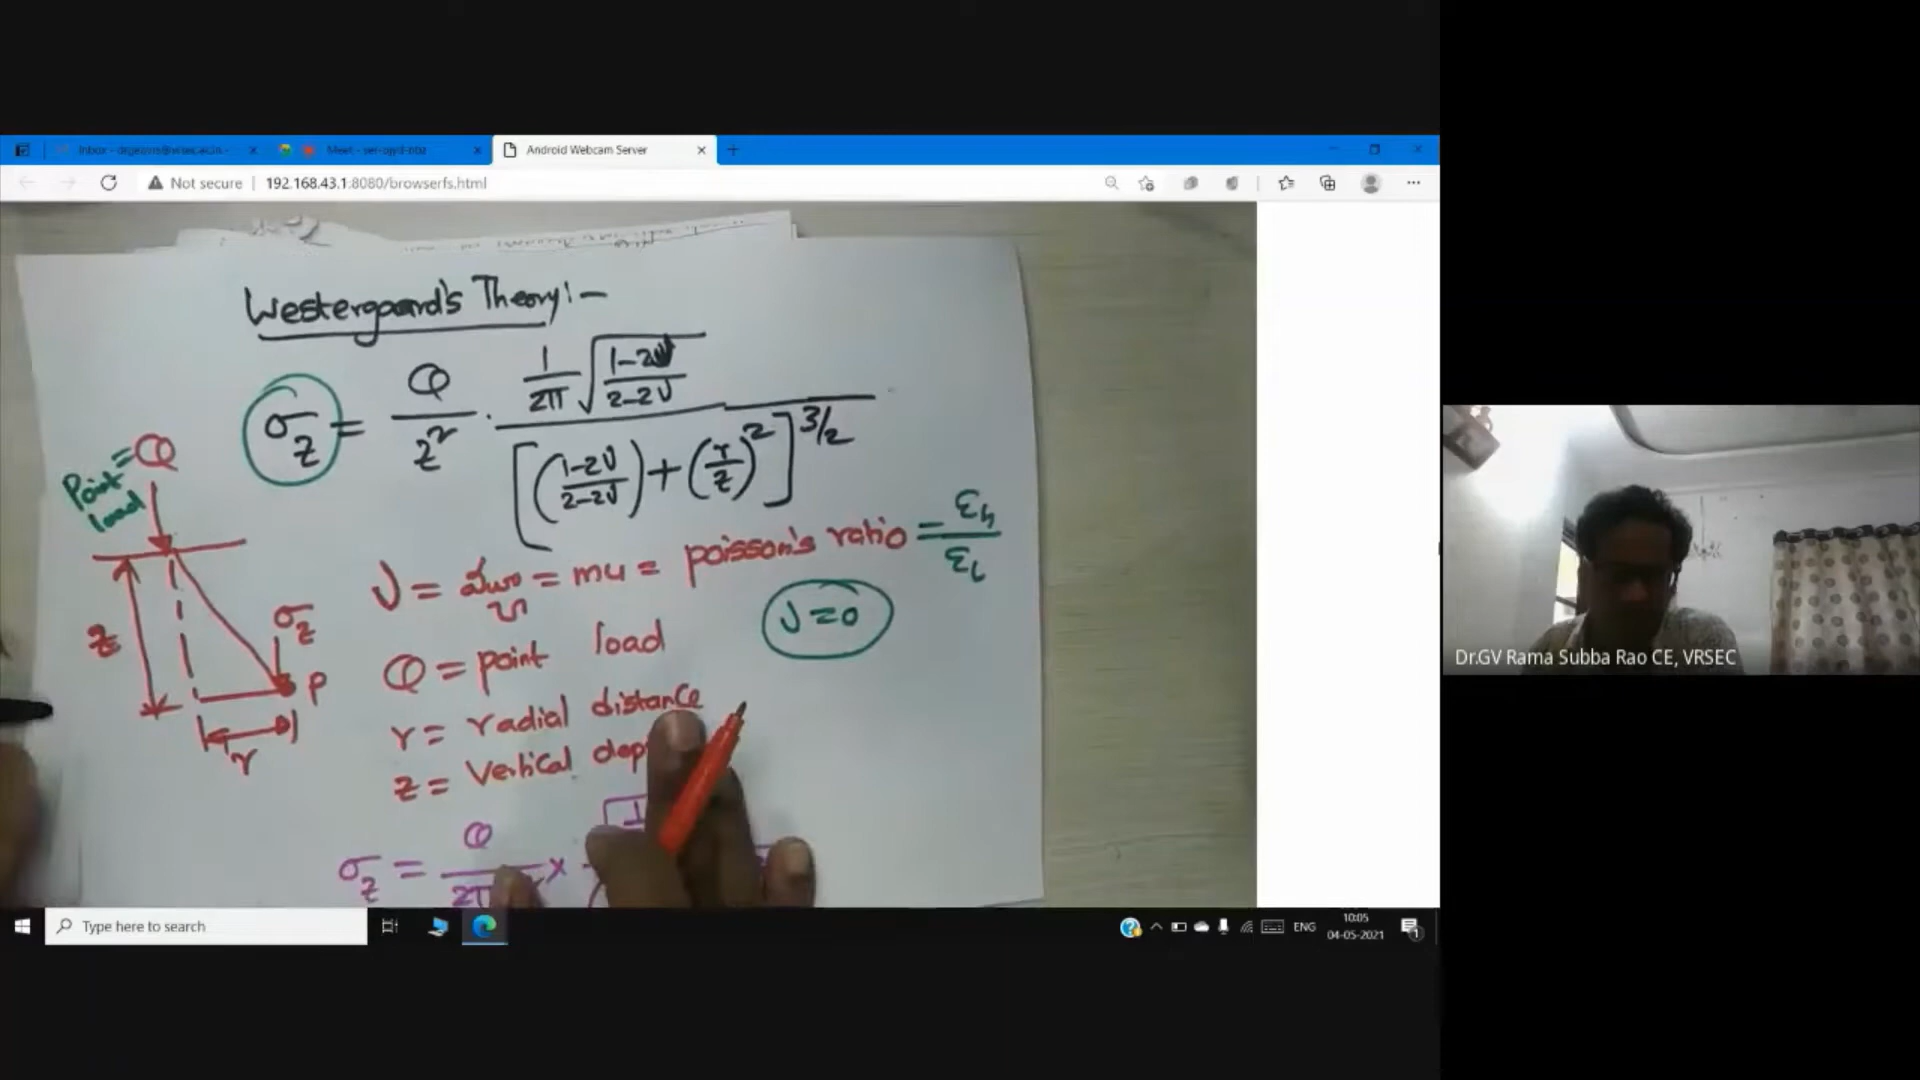 Android Webcam Server
Not secure 192.168.43.1:8080/browserfs.html
Westergaard's Theory:-
σz = Q/z² · 1/2π √(1-2ν/2-2ν) / [(1-2ν/2-2ν) + (r/z)²]^3/2
Point load = Q
z
σz
P
r
ν = మ్యూ = mu = poisson's ratio = εh/εL
ν = 0
Q = point load
r = radial distance
z = Vertical
σz = Q/2π ×
Dr.GV Rama Subba Rao CE, VRSEC
Type here to search
ENG
10:05
04-05-2021
1